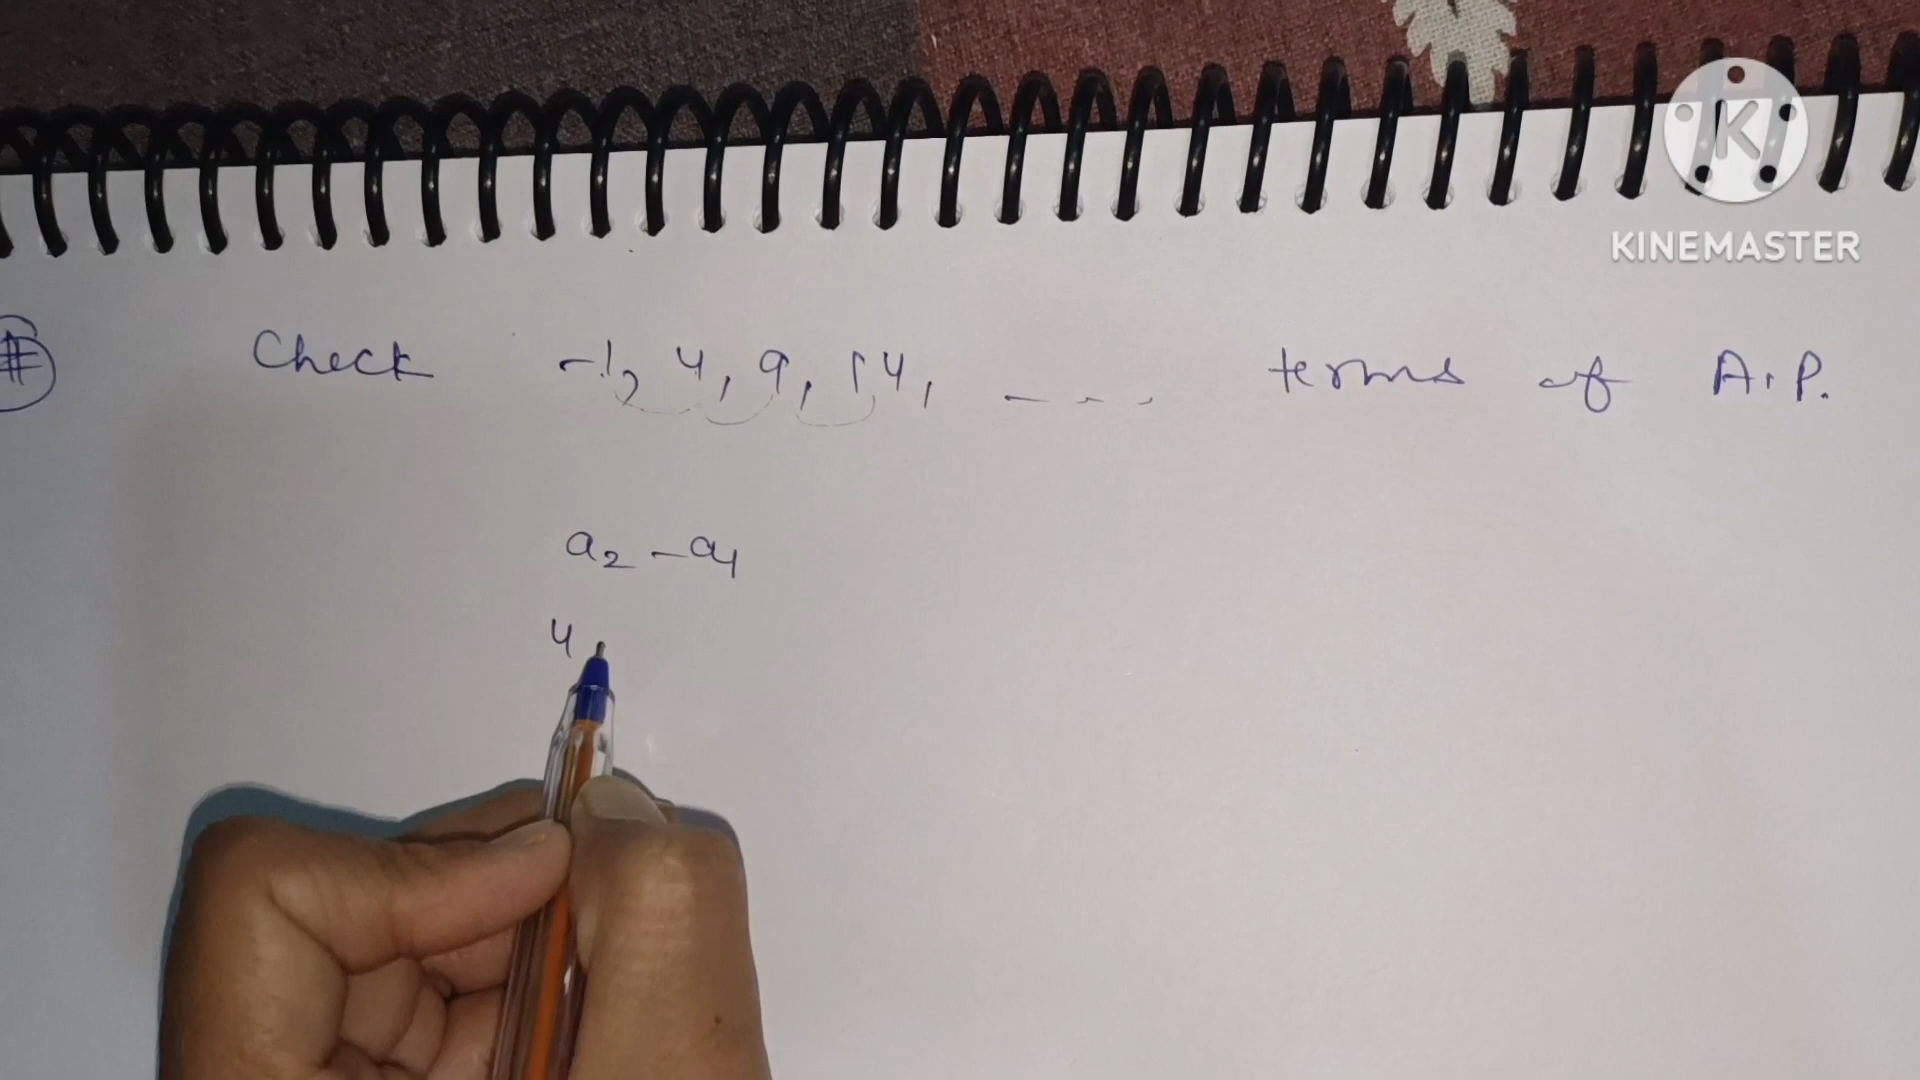 K
KINEMASTER
# Check -1, 4, 9, 14, - - - terms of A.P.
a2 - a1
4